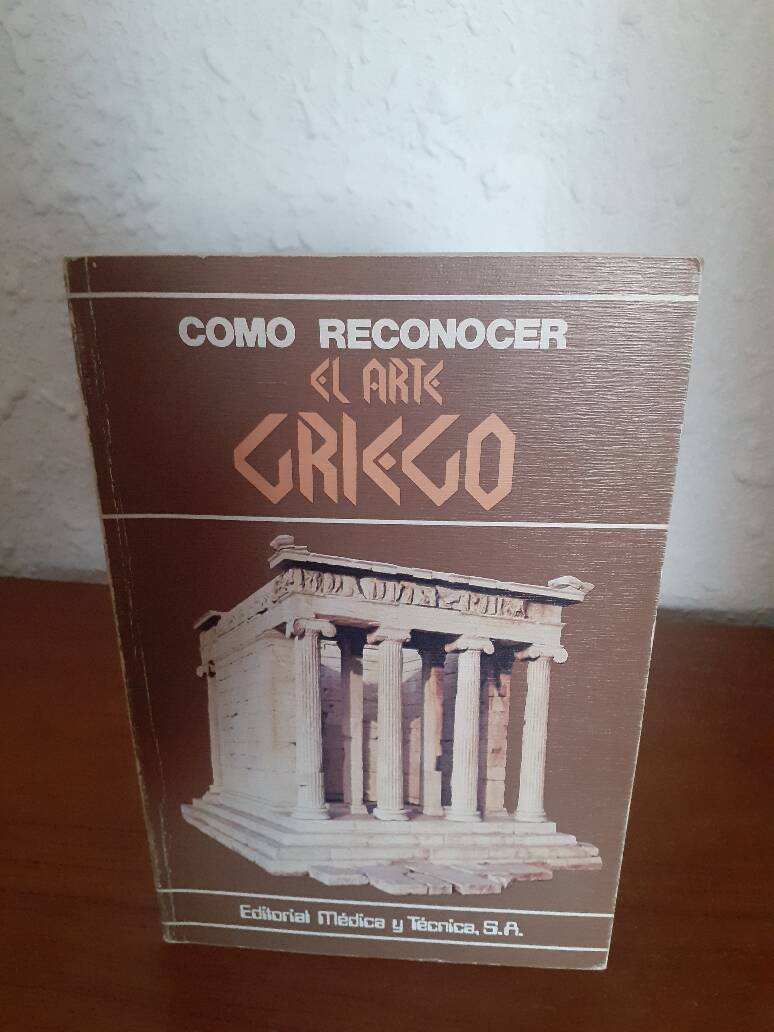 COMO RECONOCER
EL ARTE
GRIEGO
Editorial Médica y Técnica, S.A.